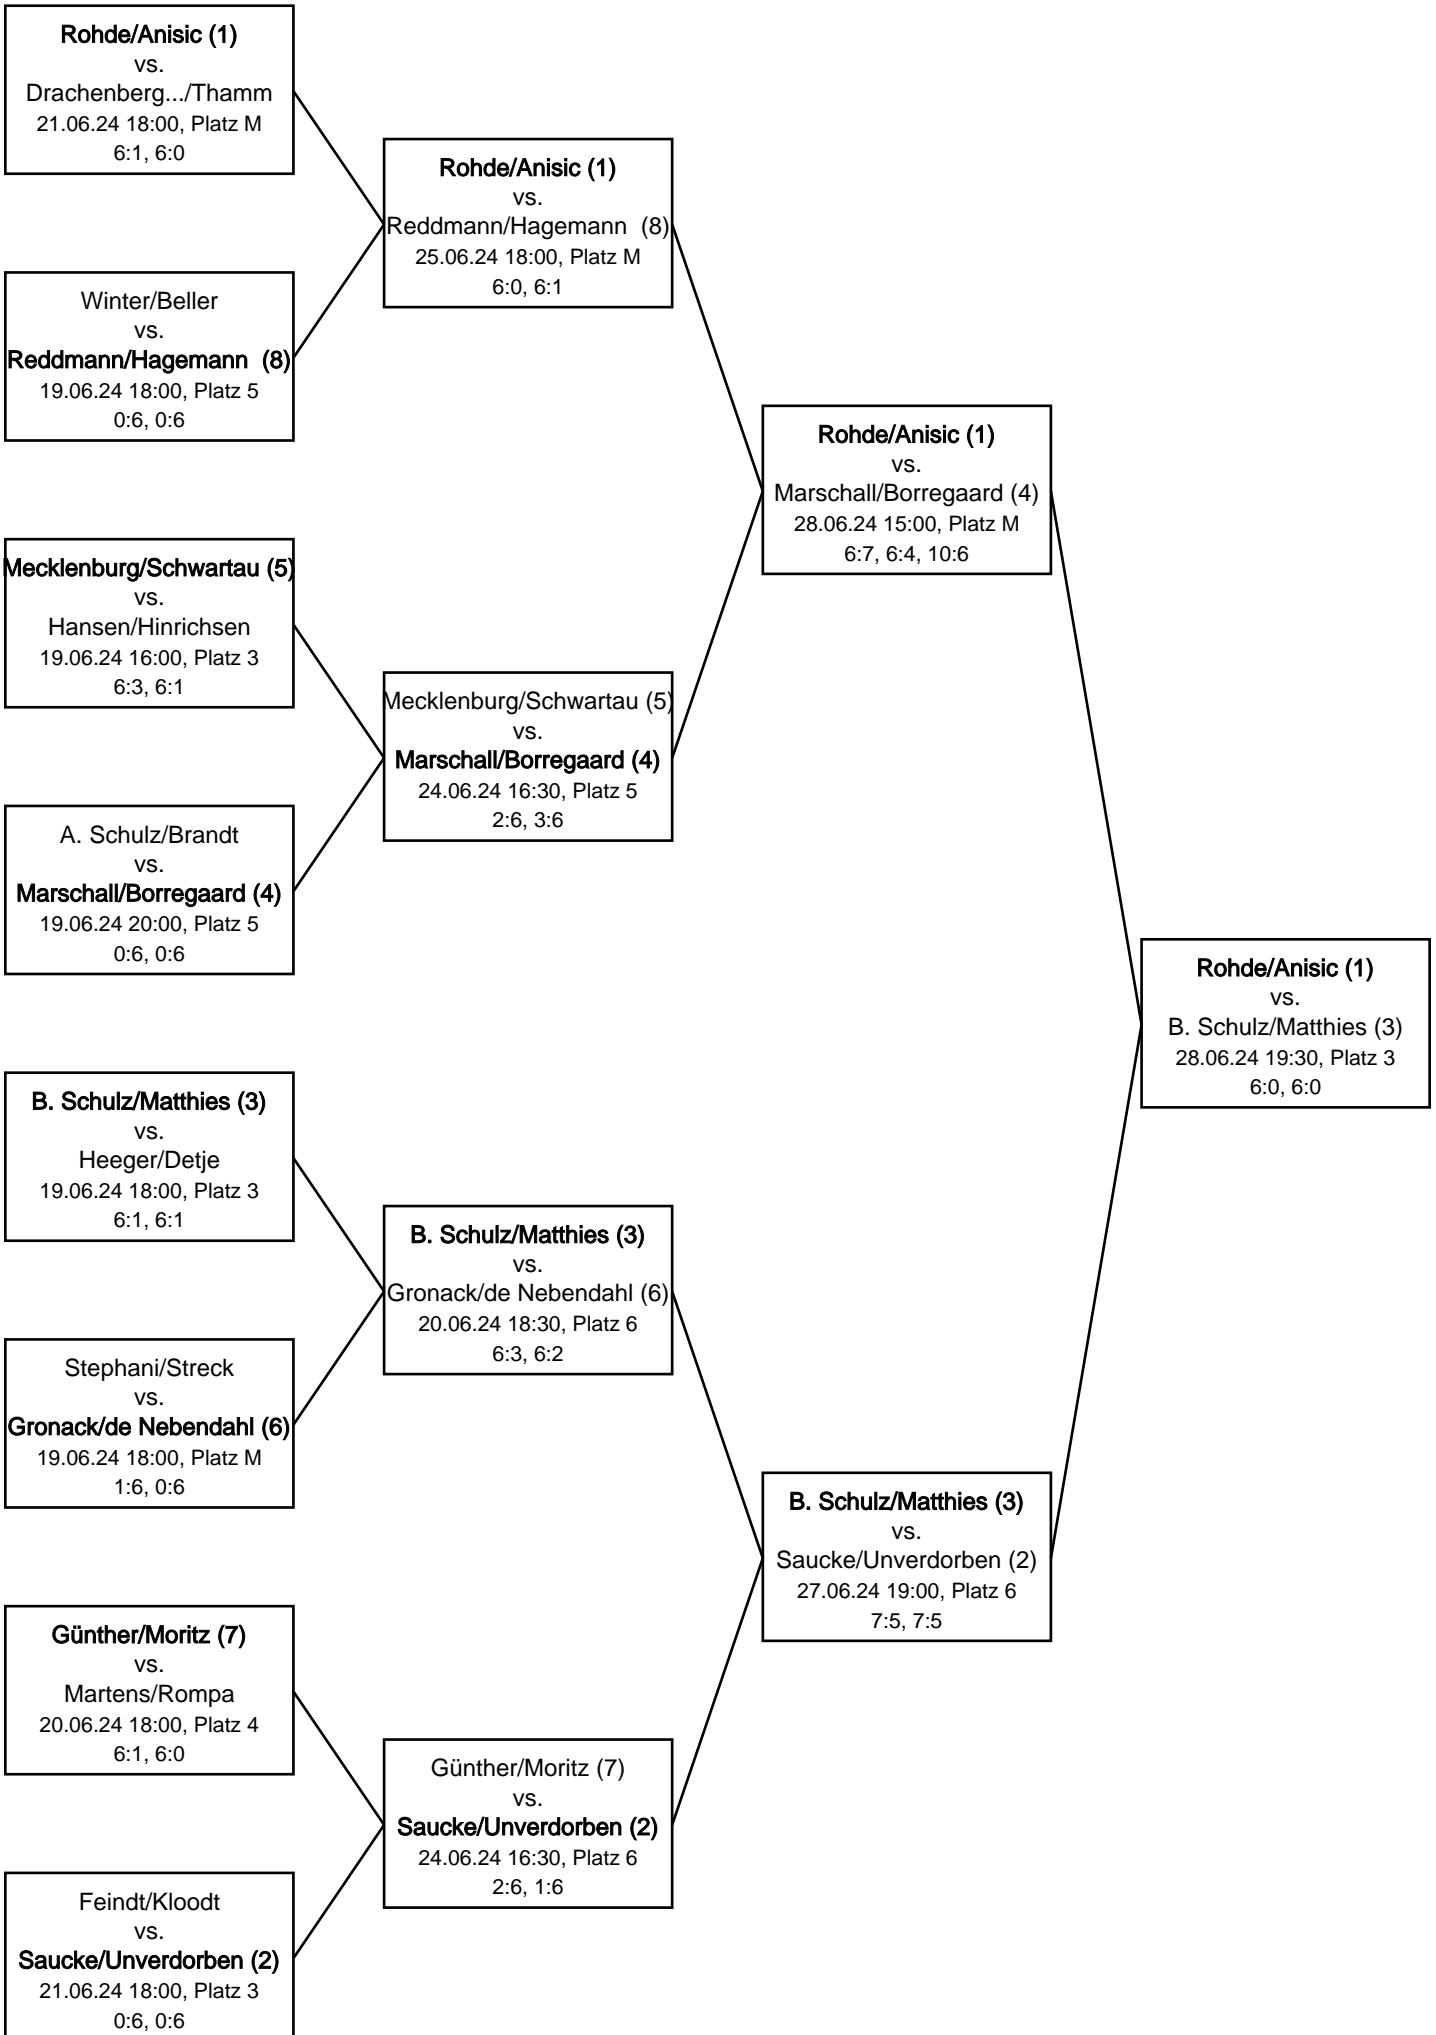 Rohde/Anisic (1)
vs.
Drachenberg.../Thamm
21.06.24 18:00, Platz M
6:1, 6:0
Winter/Beller
vs.
Reddmann/Hagemann  (8)
19.06.24 18:00, Platz 5
0:6, 0:6
Mecklenburg/Schwartau (5)
vs.
Hansen/Hinrichsen
19.06.24 16:00, Platz 3
6:3, 6:1
A. Schulz/Brandt
vs.
Marschall/Borregaard (4)
19.06.24 20:00, Platz 5
0:6, 0:6
B. Schulz/Matthies (3)
vs.
Heeger/Detje
19.06.24 18:00, Platz 3
6:1, 6:1
Stephani/Streck
vs.
Gronack/de Nebendahl (6)
19.06.24 18:00, Platz M
1:6, 0:6
Günther/Moritz (7)
vs.
Martens/Rompa
20.06.24 18:00, Platz 4
6:1, 6:0
Feindt/Kloodt
vs.
Saucke/Unverdorben (2)
21.06.24 18:00, Platz 3
0:6, 0:6
Rohde/Anisic (1)
vs.
Reddmann/Hagemann  (8)
25.06.24 18:00, Platz M
6:0, 6:1
Mecklenburg/Schwartau (5)
vs.
Marschall/Borregaard (4)
24.06.24 16:30, Platz 5
2:6, 3:6
B. Schulz/Matthies (3)
vs.
Gronack/de Nebendahl (6)
20.06.24 18:30, Platz 6
6:3, 6:2
Günther/Moritz (7)
vs.
Saucke/Unverdorben (2)
24.06.24 16:30, Platz 6
2:6, 1:6
Rohde/Anisic (1)
vs.
Marschall/Borregaard (4)
28.06.24 15:00, Platz M
6:7, 6:4, 10:6
B. Schulz/Matthies (3)
vs.
Saucke/Unverdorben (2)
27.06.24 19:00, Platz 6
7:5, 7:5
Rohde/Anisic (1)
vs.
B. Schulz/Matthies (3)
28.06.24 19:30, Platz 3
6:0, 6:0